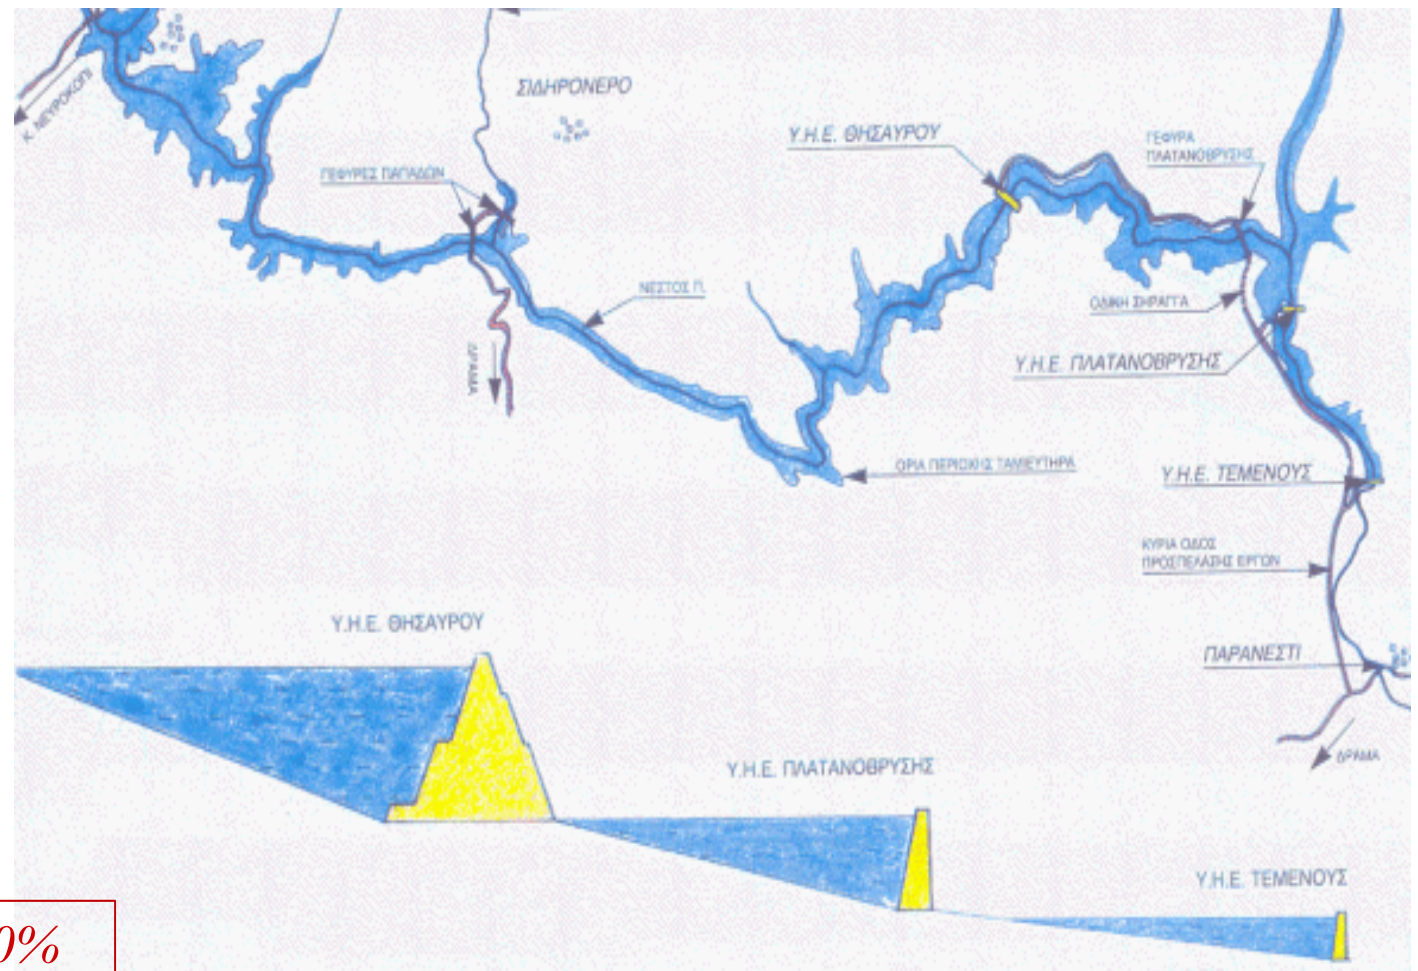 Κ. ΝΕΥΡΟΚΟΠΙ
ΣΙΔΗΡΟΝΕΡΟ
Υ.Η.Ε. ΘΗΣΑΥΡΟΥ
ΓΕΦΥΡΑ
ΠΛΑΤΑΝΟΒΡΥΣΗΣ
ΓΕΦΥΡΕΣ ΠΑΠΑΔΩΝ
ΝΕΣΤΟΣ Π.
ΟΔΙΚΗ ΣΗΡΑΓΓΑ
ΔΡΑΜΑ
Υ.Η.Ε. ΠΛΑΤΑΝΟΒΡΥΣΗΣ
ΟΡΙΑ ΠΕΡΙΟΧΗΣ ΤΑΜΙΕΥΤΗΡΑ
Υ.Η.Ε. ΤΕΜΕΝΟΥΣ
ΚΥΡΙΑ ΟΔΟΣ
ΠΡΟΣΠΕΛΑΣΗΣ ΕΡΓΩΝ
Υ.Η.Ε. ΘΗΣΑΥΡΟΥ
ΠΑΡΑΝΕΣΤΙ
ΔΡΑΜΑ
Υ.Η.Ε. ΠΛΑΤΑΝΟΒΡΥΣΗΣ
Υ.Η.Ε. ΤΕΜΕΝΟΥΣ
0%